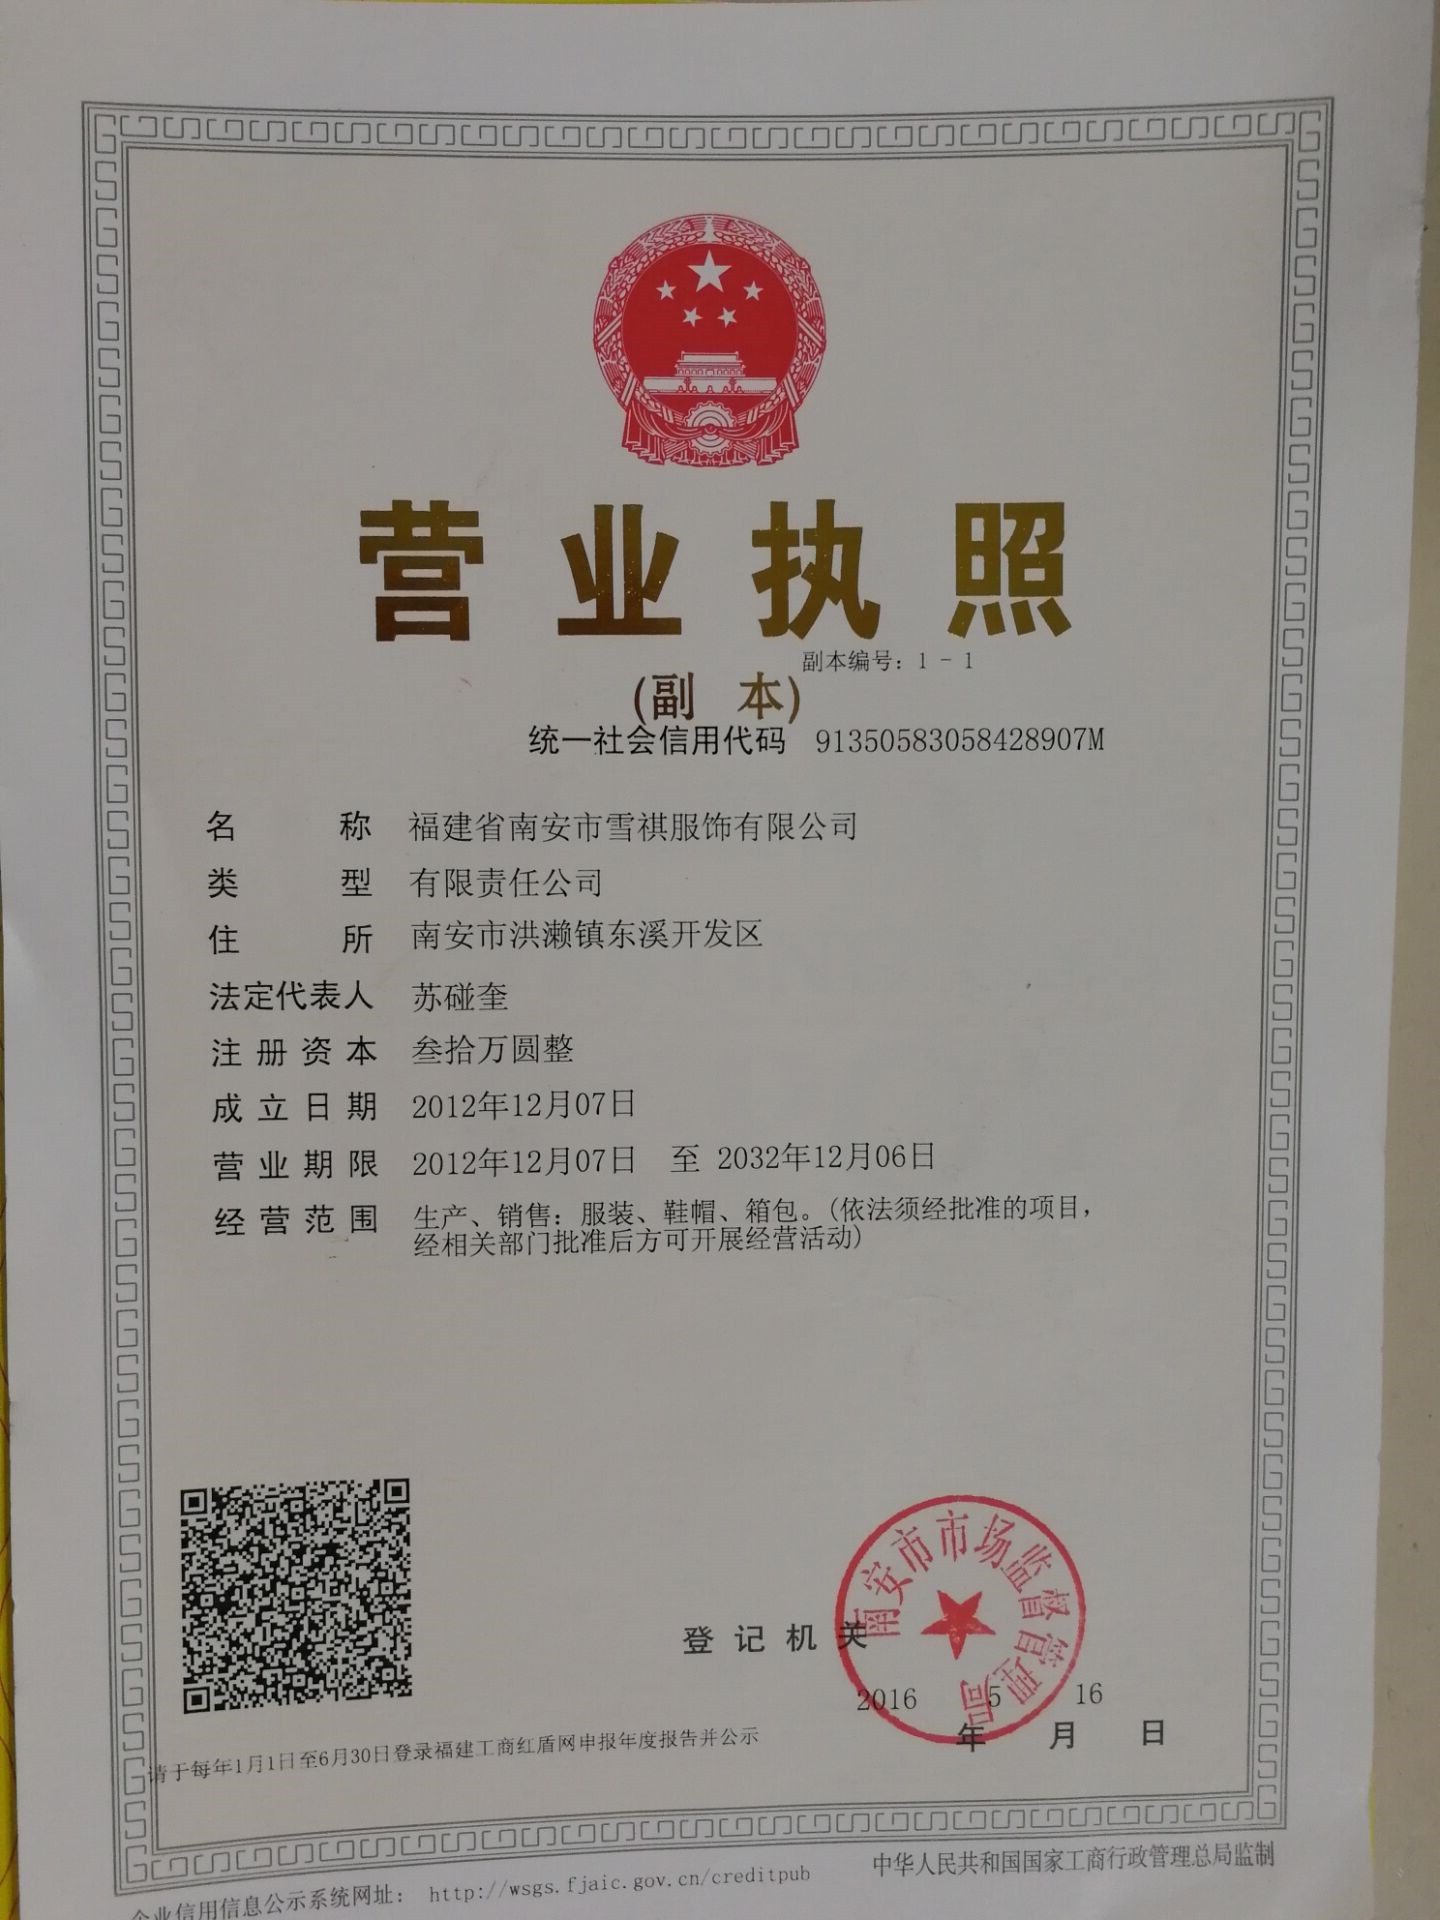 营业执照
副本编号：1-1
(副 本)
统一社会信用代码 91350583058428907M
名称 福建省南安市雪祺服饰有限公司
类型 有限责任公司
住所 南安市洪濑镇东溪开发区
法定代表人 苏碰奎
注册资本 叁拾万圆整
成立日期 2012年12月07日
营业期限 2012年12月07日 至 2032年12月06日
经营范围 生产、销售：服装、鞋帽、箱包。(依法须经批准的项目，
经相关部门批准后方可开展经营活动)
南安市市场监督管理局
登记机关
2016 5 16
年 月 日
请于每年1月1日至6月30日登录福建工商红盾网申报年度报告并公示
企业信用信息公示系统网址： http://wsgs.fjaic.gov.cn/creditpub
中华人民共和国国家工商行政管理总局监制